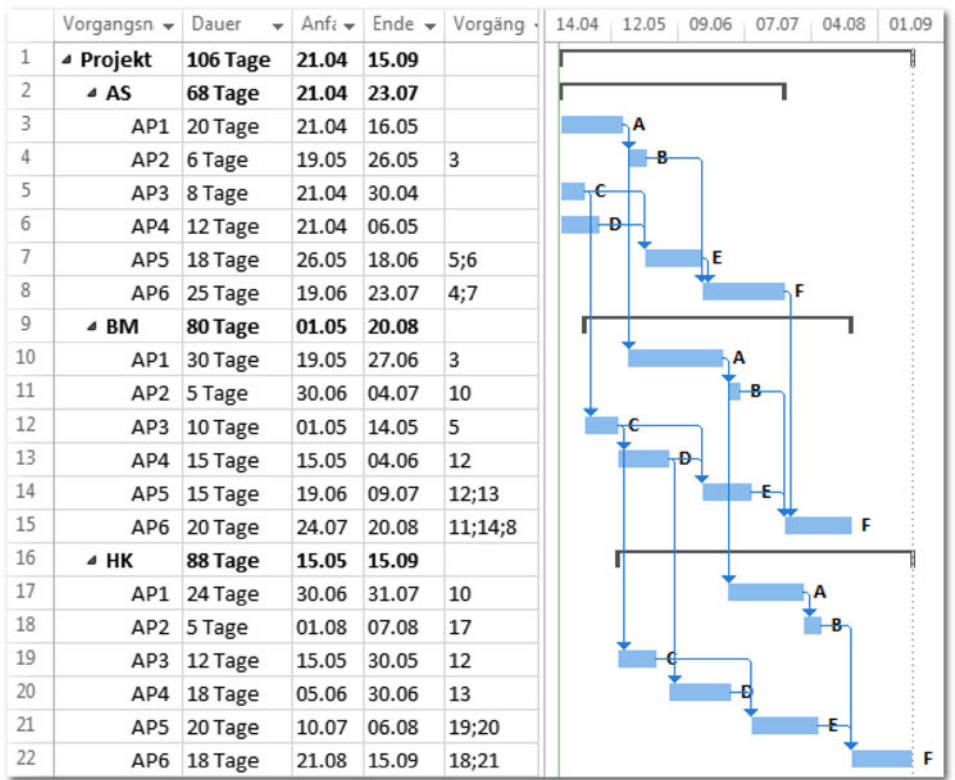 Vorgangsn Dauer Anfa Ende Vorgäng 14.04 12.05 09.06 07.07 04.08 01.09
1 Projekt 106 Tage 21.04 15.09
2 AS 68 Tage 21.04 23.07
3 AP1 20 Tage 21.04 16.05 A
4 AP2 6 Tage 19.05 26.05 3 B
5 AP3 8 Tage 21.04 30.04 C
6 AP4 12 Tage 21.04 06.05 D
7 AP5 18 Tage 26.05 18.06 5;6 E
8 AP6 25 Tage 19.06 23.07 4;7 F
9 BM 80 Tage 01.05 20.08
10 AP1 30 Tage 19.05 27.06 3 A
11 AP2 5 Tage 30.06 04.07 10 B
12 AP3 10 Tage 01.05 14.05 5 C
13 AP4 15 Tage 15.05 04.06 12 D
14 AP5 15 Tage 19.06 09.07 12;13 E
15 AP6 20 Tage 24.07 20.08 11;14;8 F
16 HK 88 Tage 15.05 15.09
17 AP1 24 Tage 30.06 31.07 10 A
18 AP2 5 Tage 01.08 07.08 17 B
19 AP3 12 Tage 15.05 30.05 12 C
20 AP4 18 Tage 05.06 30.06 13 D
21 AP5 20 Tage 10.07 06.08 19;20 E
22 AP6 18 Tage 21.08 15.09 18;21 F